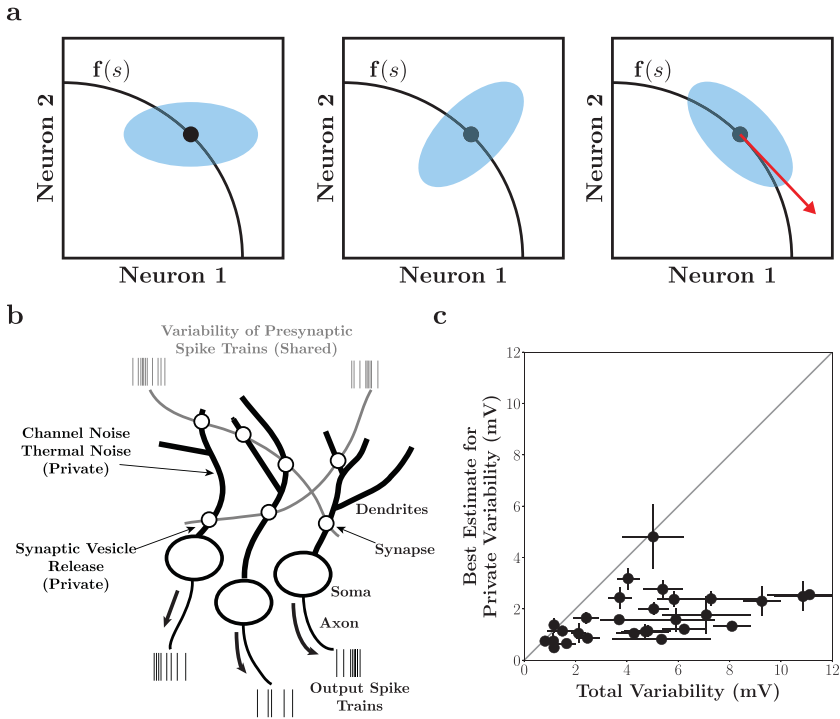 a
f(s)
Neuron 2
Neuron 1
f(s)
Neuron 2
Neuron 1
f(s)
Neuron 2
Neuron 1
b
Variability of Presynaptic
Spike Trains (Shared)
Channel Noise
Thermal Noise
(Private)
Synaptic Vesicle
Release
(Private)
Dendrites
Synapse
Soma
Axon
Output Spike
Trains
c
Best Estimate for
Private Variability (mV)
12
10
8
6
4
2
0
0 2 4 6 8 10 12
Total Variability (mV)